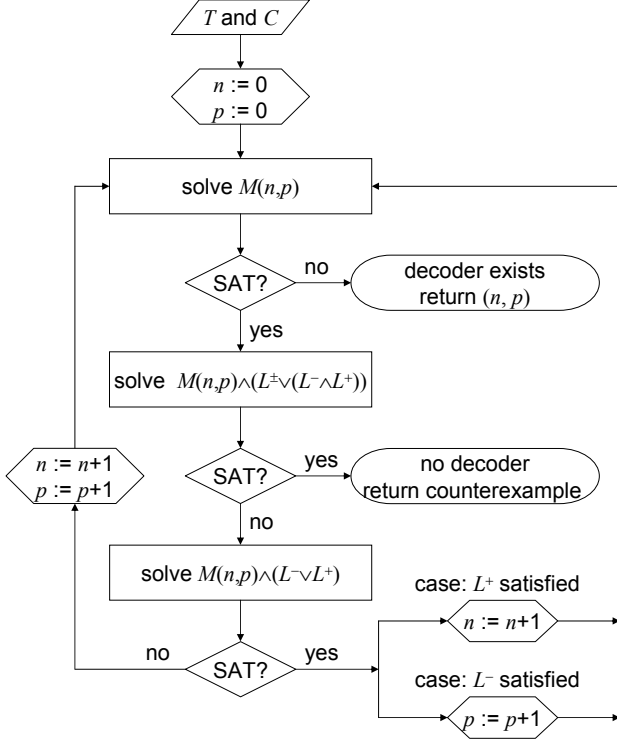 T and C
n := 0
p := 0
solve M(n,p)
SAT?
no
decoder exists
return (n, p)
yes
solve M(n,p)∧(L±∨(L−∧L+))
n := n+1
p := p+1
SAT?
yes
no decoder
return counterexample
no
solve M(n,p)∧(L−∨L+)
case: L+ satisfied
n := n+1
no
SAT?
yes
case: L− satisfied
p := p+1